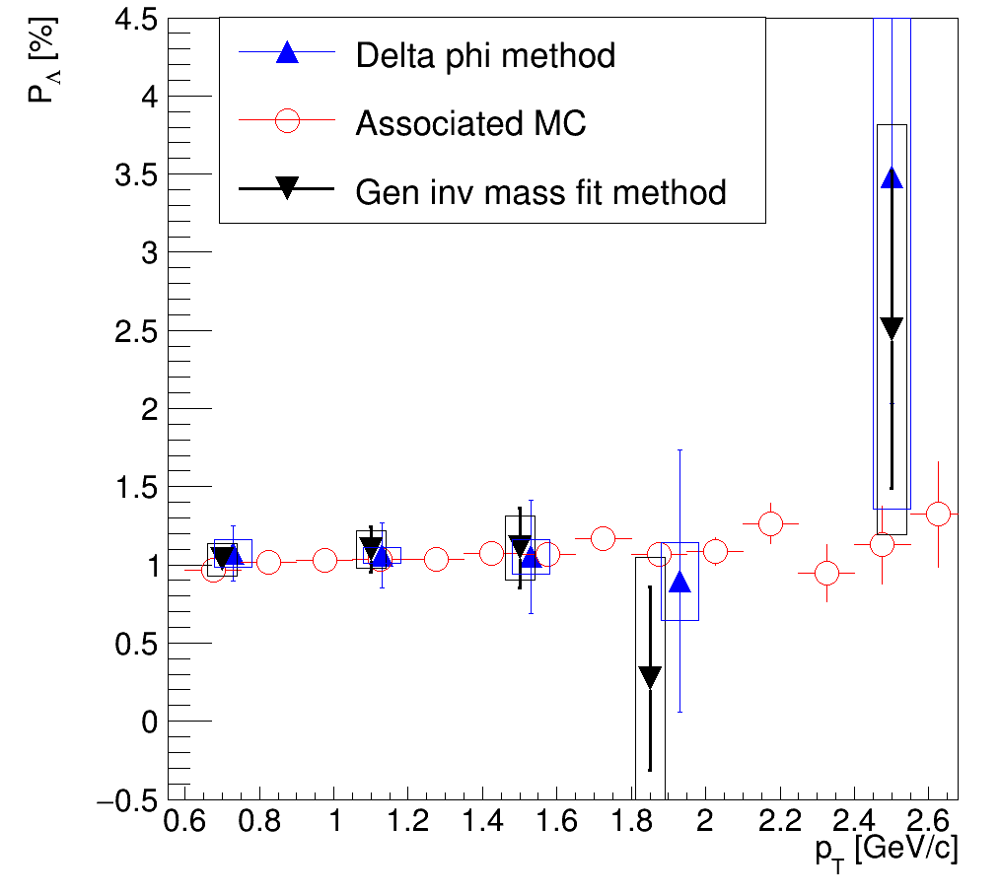 P_Λ [%]
4.5
4
3.5
3
2.5
2
1.5
1
0.5
0
−0.5
Delta phi method
Associated MC
Gen inv mass fit method
0.6 0.8 1 1.2 1.4 1.6 1.8 2 2.2 2.4 2.6
p_T [GeV/c]